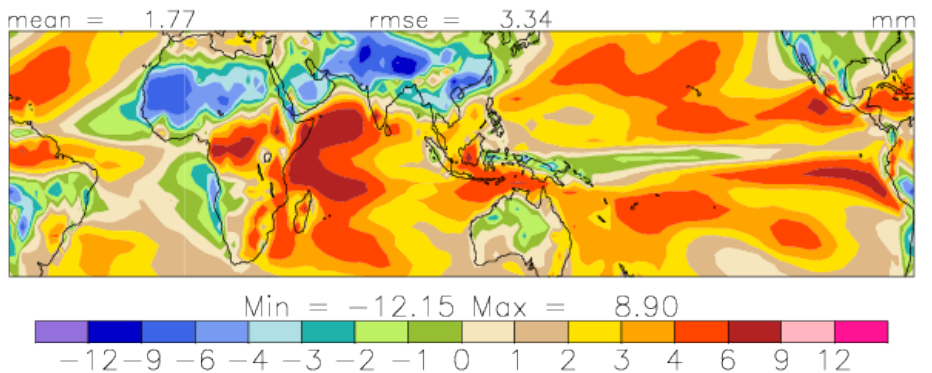 mean = 1.77 rmse = 3.34 mm
Min = -12.15 Max = 8.90
-12 -9 -6 -4 -3 -2 -1 0 1 2 3 4 6 9 12